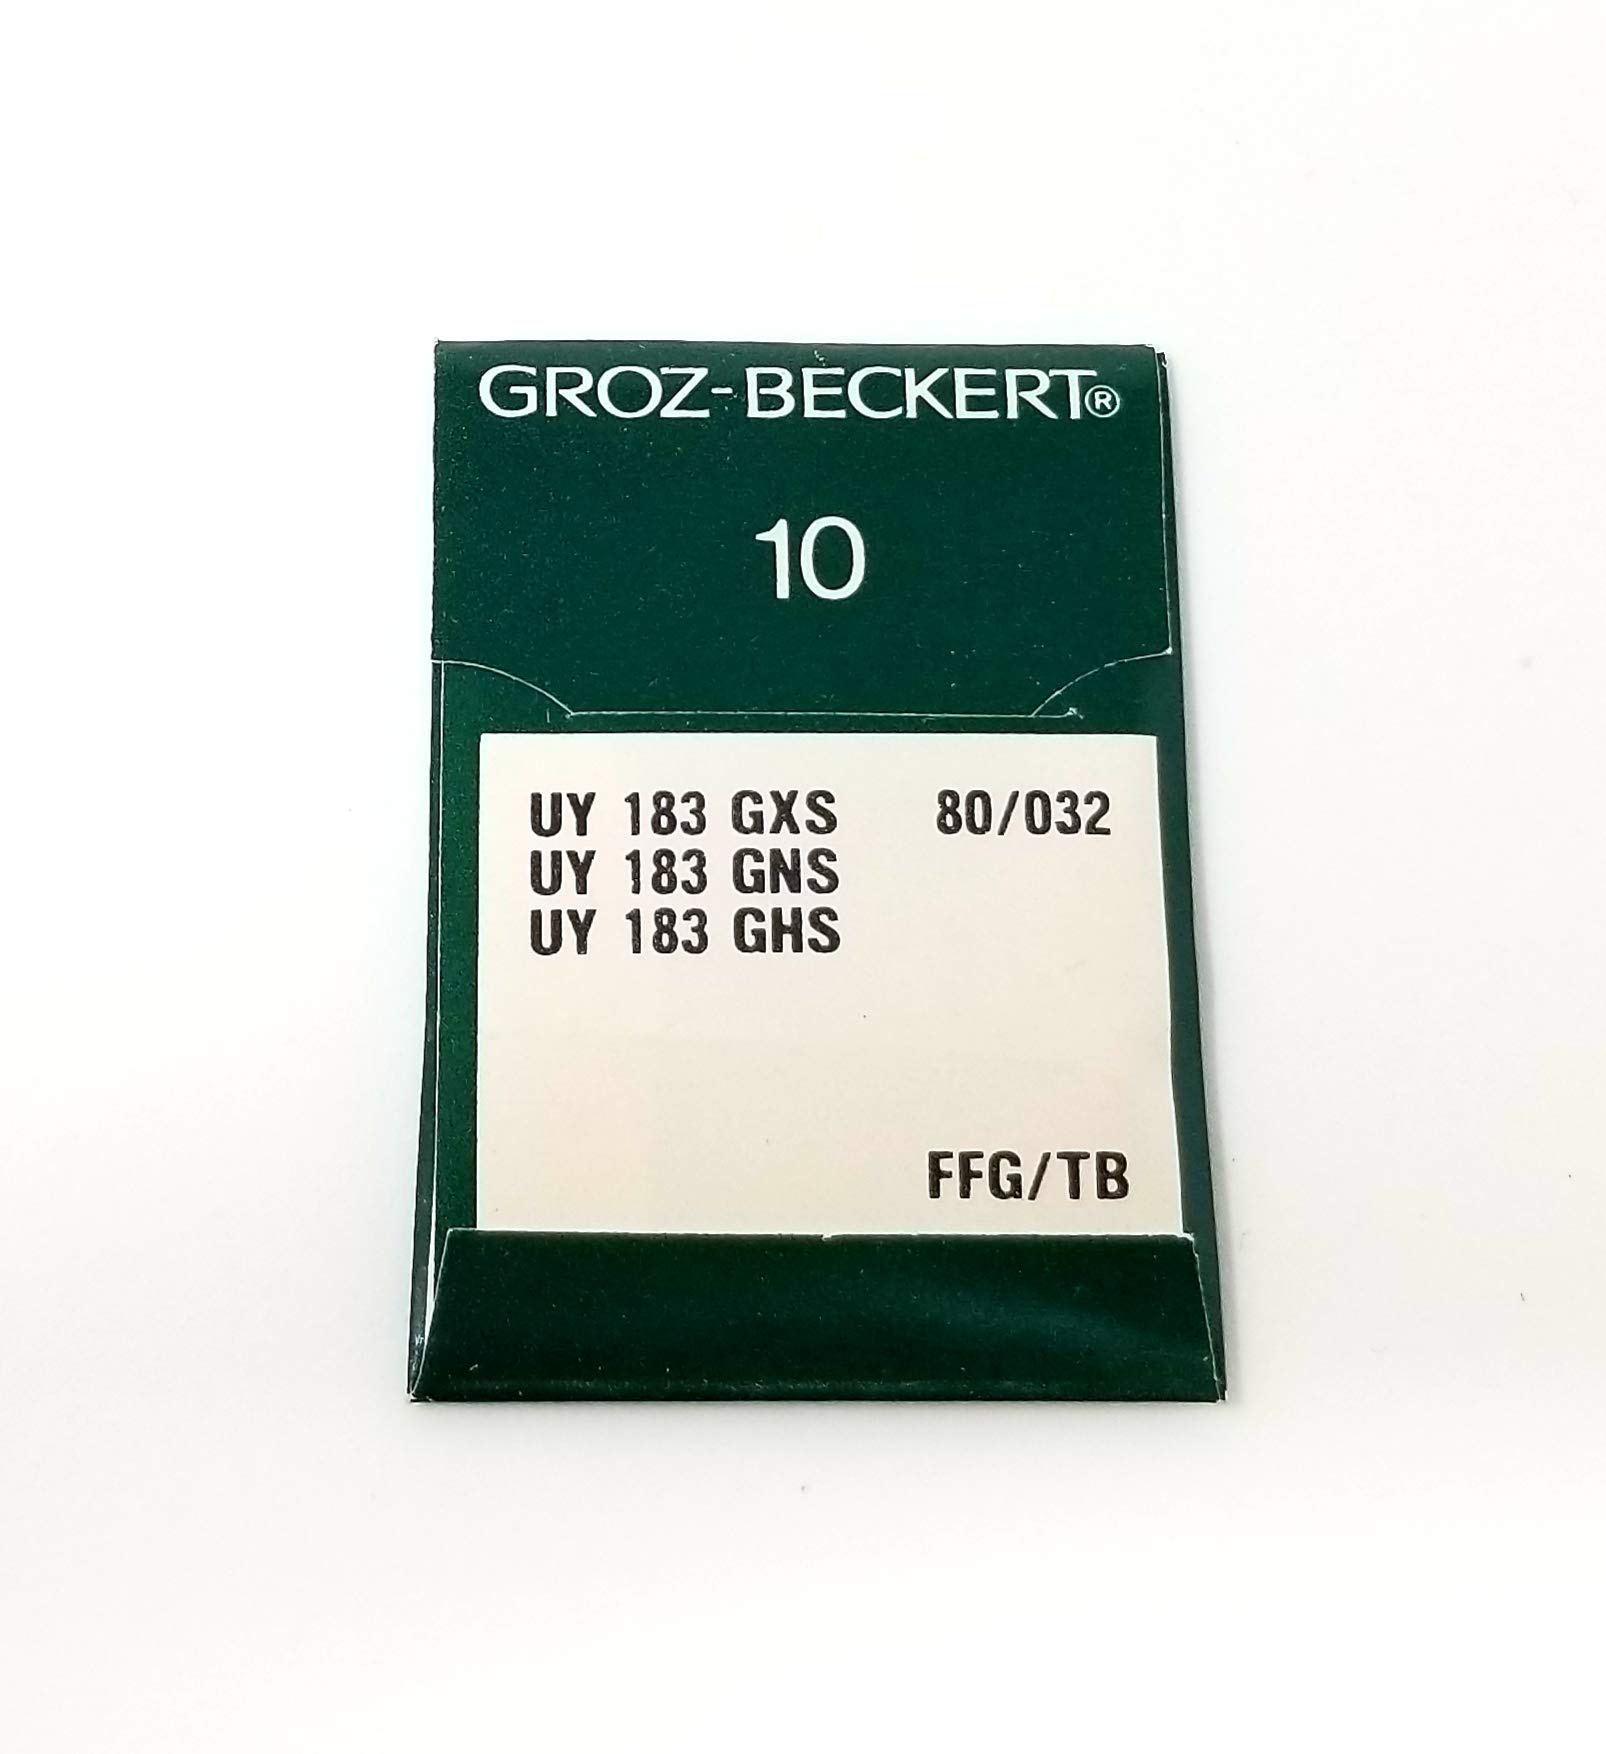 GROZ-BECKERT®
10
UY 183 GXS 80/032
UY 183 GNS
UY 183 GHS
FFG/TB